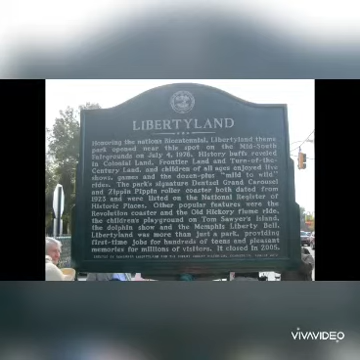 LIBERTYLAND
Honoring the nations Bicentennial, Libertyland theme
park opened near this spot on the Mid-South
Fairgrounds on July 4, 1976. History buffs reveled
in Colonial Land, Frontier Land and Turn-of-the-
Century Land, and children of all ages enjoyed live
shows, games and the dozen-plus "mild to wild"
rides. The park's signature Dentzel Grand Carousel
and Zippin Pippin roller coaster both dated from
1923 and were listed on the National Register of
Historic Places. Other popular features were the
Revolution coaster and the Old Hickory flume ride,
the children's playground on Tom Sawyer's Island,
the dolphin show and the Memphis Liberty Bell.
Libertyland was more than just a park, providing
first-time jobs for hundreds of teens and pleasant
memories for millions of visitors. It closed in 2005.
VIVAVIDEO